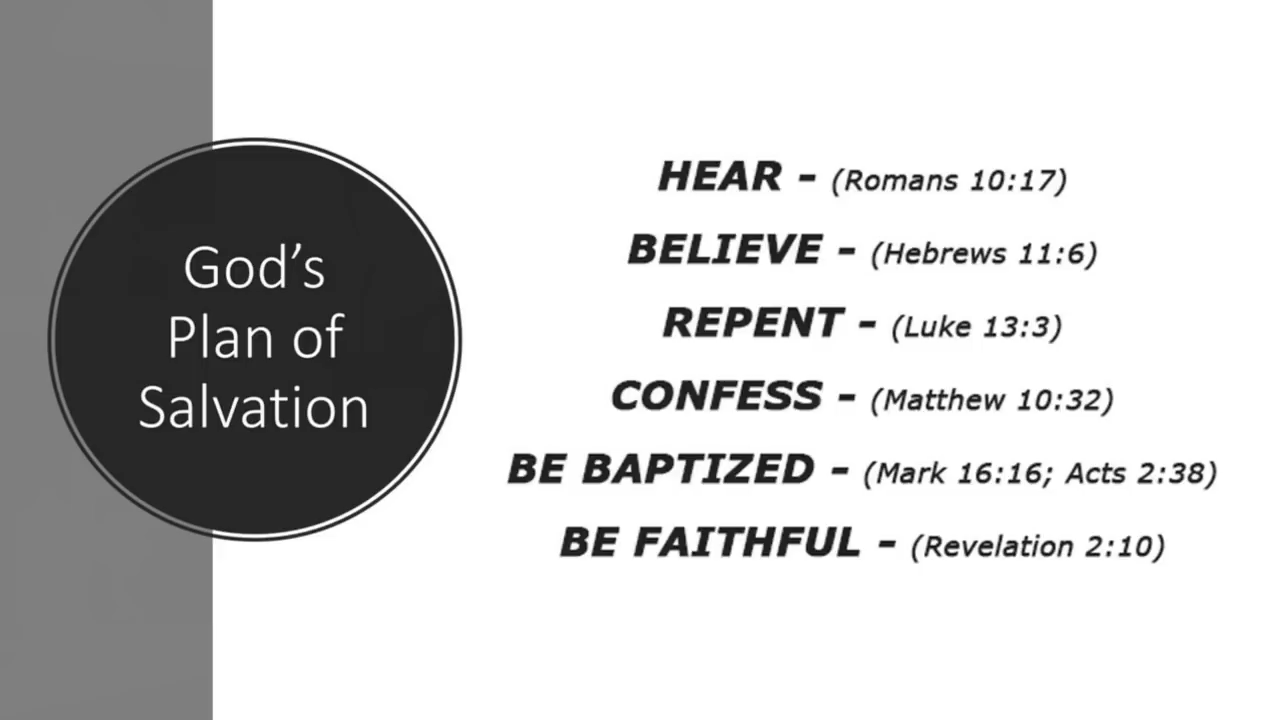 God’s
Plan of
Salvation
HEAR - (Romans 10:17)
BELIEVE - (Hebrews 11:6)
REPENT - (Luke 13:3)
CONFESS - (Matthew 10:32)
BE BAPTIZED - (Mark 16:16; Acts 2:38)
BE FAITHFUL - (Revelation 2:10)